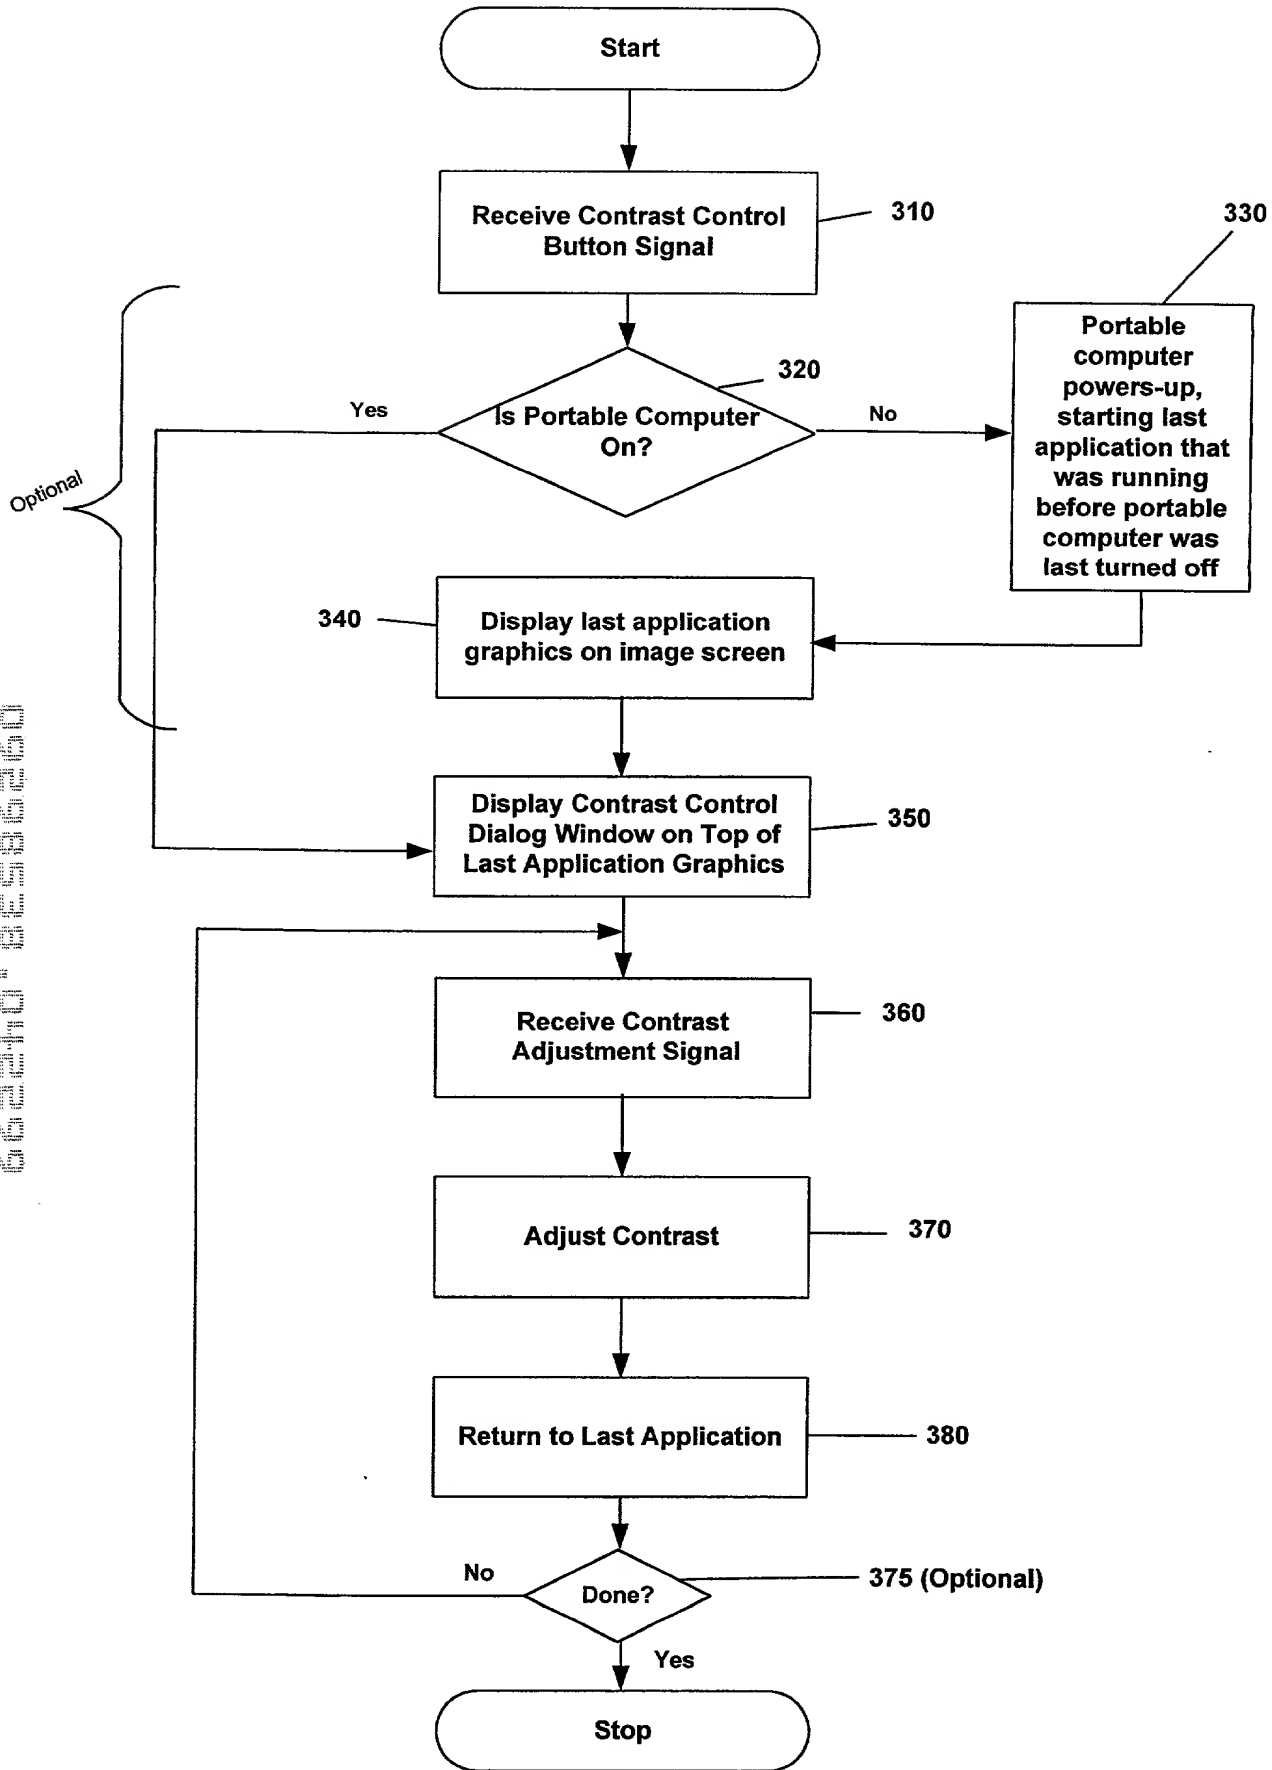 Start
Receive Contrast Control
Button Signal
310
330
Portable
computer
powers-up,
starting last
application that
was running
before portable
computer was
last turned off
320
Is Portable Computer
On?
Yes
No
Optional
340
Display last application
graphics on image screen
Display Contrast Control
Dialog Window on Top of
Last Application Graphics
350
Receive Contrast
Adjustment Signal
360
Adjust Contrast
370
Return to Last Application
380
No
Done?
375 (Optional)
Yes
Stop